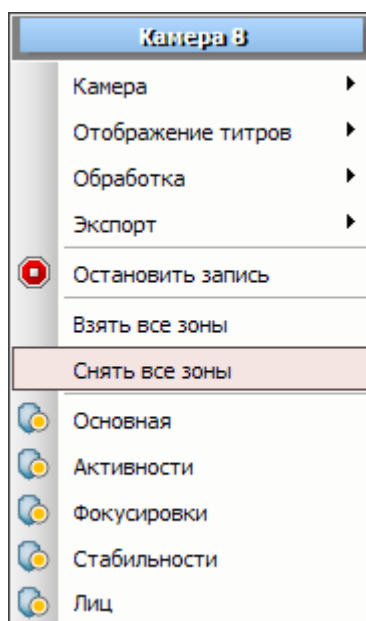 Камера 8
Камера
Отображение титров
Обработка
Экспорт
Остановить запись
Взять все зоны
Снять все зоны
Основная
Активности
Фокусировки
Стабильности
Лиц